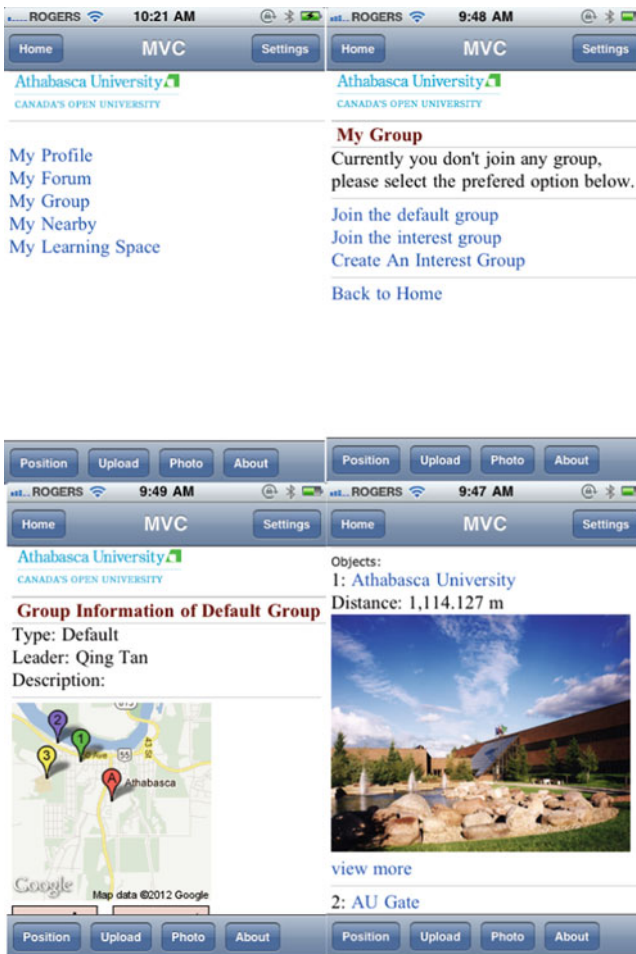 ROGERS 10:21 AM
Home MVC Settings
Athabasca University
CANADA'S OPEN UNIVERSITY
My Profile
My Forum
My Group
My Nearby
My Learning Space
Position Upload Photo About
ROGERS 9:48 AM
Home MVC Settings
Athabasca University
CANADA'S OPEN UNIVERSITY
My Group
Currently you don't join any group,
please select the prefered option below.
Join the default group
Join the interest group
Create An Interest Group
Back to Home
Position Upload Photo About
ROGERS 9:49 AM
Home MVC Settings
Athabasca University
CANADA'S OPEN UNIVERSITY
Group Information of Default Group
Type: Default
Leader: Qing Tan
Description:
2
1
3
55
43 St
A
Athabasca
Google
Map data ©2012 Google
Position Upload Photo About
ROGERS 9:47 AM
Home MVC Settings
Objects:
1: Athabasca University
Distance: 1,114.127 m
view more
2: AU Gate
Position Upload Photo About